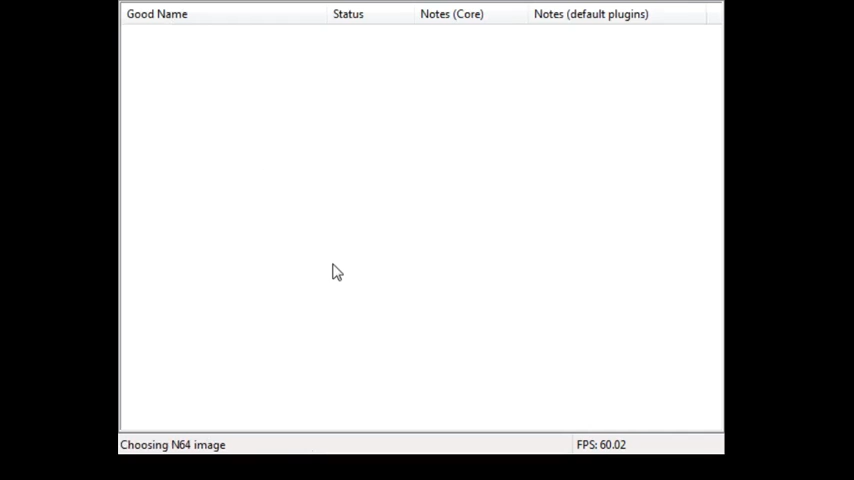 Good Name Status Notes (Core) Notes (default plugins)
Choosing N64 image FPS: 60.02